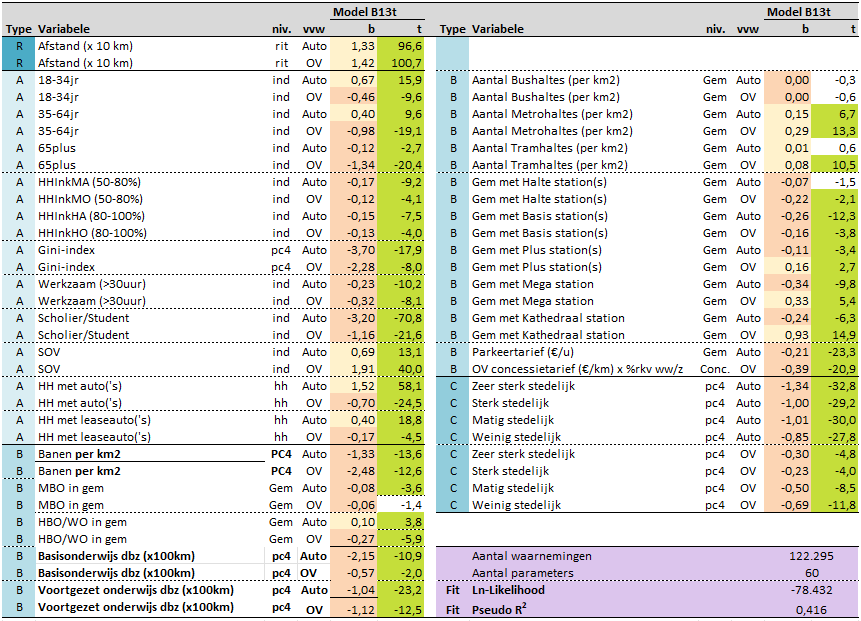 Model B13t
Type Variabele niv. vvw b t
R Afstand (x 10 km) rit Auto 1,33 96,6
R Afstand (x 10 km) rit OV 1,42 100,7
A 18-34jr ind Auto 0,67 15,9
A 18-34jr ind OV -0,46 -9,6
A 35-64jr ind Auto 0,40 9,6
A 35-64jr ind OV -0,98 -19,1
A 65plus ind Auto -0,12 -2,7
A 65plus ind OV -1,34 -20,4
A HHInkMA (50-80%) ind Auto -0,17 -9,2
A HHInkMO (50-80%) ind OV -0,12 -4,1
A HHInkHA (80-100%) ind Auto -0,15 -7,5
A HHInkHO (80-100%) ind OV -0,13 -4,0
A Gini-index pc4 Auto -3,70 -17,9
A Gini-index pc4 OV -2,28 -8,0
A Werkzaam (>30uur) ind Auto -0,23 -10,2
A Werkzaam (>30uur) ind OV -0,32 -8,1
A Scholier/Student ind Auto -3,20 -70,8
A Scholier/Student ind OV -1,16 -21,6
A SOV ind Auto 0,69 13,1
A SOV ind OV 1,91 40,0
A HH met auto('s) hh Auto 1,52 58,1
A HH met auto('s) hh OV -0,70 -24,5
A HH met leaseauto('s) hh Auto 0,40 18,8
A HH met leaseauto('s) hh OV -0,17 -4,5
B Banen per km2 PC4 Auto -1,33 -13,6
B Banen per km2 PC4 OV -2,48 -12,6
B MBO in gem Gem Auto -0,08 -3,6
B MBO in gem Gem OV -0,06 -1,4
B HBO/WO in gem Gem Auto 0,10 3,8
B HBO/WO in gem Gem OV -0,27 -5,9
B Basisonderwijs dbz (x100km) pc4 Auto -2,15 -10,9
B Basisonderwijs dbz (x100km) pc4 OV -0,57 -2,0
B Voortgezet onderwijs dbz (x100km) pc4 Auto -1,04 -23,2
B Voortgezet onderwijs dbz (x100km) pc4 OV -1,12 -12,5
Model B13t
Type Variabele niv. vvw b t
B Aantal Bushaltes (per km2) Gem Auto 0,00 -0,3
B Aantal Bushaltes (per km2) Gem OV 0,00 -0,6
B Aantal Metrohaltes (per km2) Gem Auto 0,15 6,7
B Aantal Metrohaltes (per km2) Gem OV 0,29 13,3
B Aantal Tramhaltes (per km2) Gem Auto 0,01 0,6
B Aantal Tramhaltes (per km2) Gem OV 0,08 10,5
B Gem met Halte station(s) Gem Auto -0,07 -1,5
B Gem met Halte station(s) Gem OV -0,22 -2,1
B Gem met Basis station(s) Gem Auto -0,26 -12,3
B Gem met Basis station(s) Gem OV -0,16 -3,8
B Gem met Plus station(s) Gem Auto -0,11 -3,4
B Gem met Plus station(s) Gem OV 0,16 2,7
B Gem met Mega station Gem Auto -0,34 -9,8
B Gem met Mega station Gem OV 0,33 5,4
B Gem met Kathedraal station Gem Auto -0,24 -6,3
B Gem met Kathedraal station Gem OV 0,93 14,9
B Parkeertarief (€/u) Gem Auto -0,21 -23,3
B OV concessietarief (€/km) x %rkv ww/z Conc. OV -0,39 -20,9
C Zeer sterk stedelijk pc4 Auto -1,34 -32,8
C Sterk stedelijk pc4 Auto -1,10 -29,2
C Matig stedelijk pc4 Auto -1,01 -30,0
C Weinig stedelijk pc4 Auto -0,85 -27,8
C Zeer sterk stedelijk pc4 OV -0,30 -4,8
C Sterk stedelijk pc4 OV -0,23 -4,0
C Matig stedelijk pc4 OV -0,50 -8,5
C Weinig stedelijk pc4 OV -0,69 -11,8
Aantal waarnemingen 122.295
Aantal parameters 60
Fit Ln-Likelihood -78.432
Fit Pseudo R² 0,416